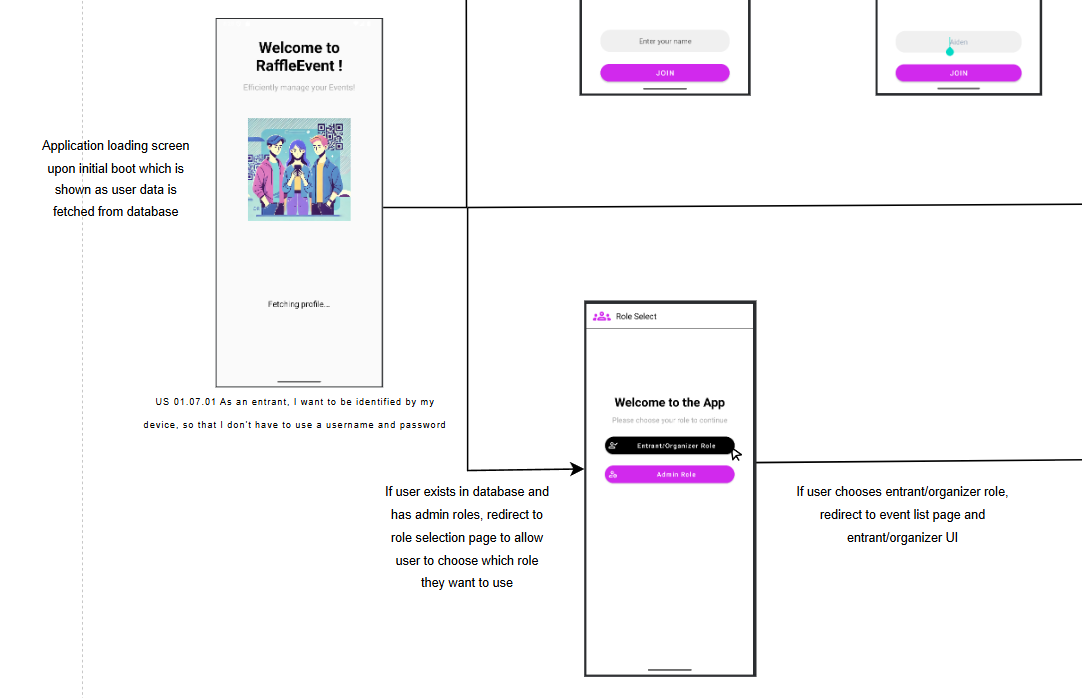 Welcome to
RaffleEvent !
Efficiently manage your Events!
Fetching profile...
Application loading screen
upon initial boot which is
shown as user data is
fetched from database
US 01.07.01 As an entrant, I want to be identified by my
device, so that I don't have to use a username and password
Enter your name
JOIN
Aiden
JOIN
Role Select
Welcome to the App
Please choose your role to continue
Entrant/Organizer Role
Admin Role
If user exists in database and
has admin roles, redirect to
role selection page to allow
user to choose which role
they want to use
If user chooses entrant/organizer role,
redirect to event list page and
entrant/organizer UI